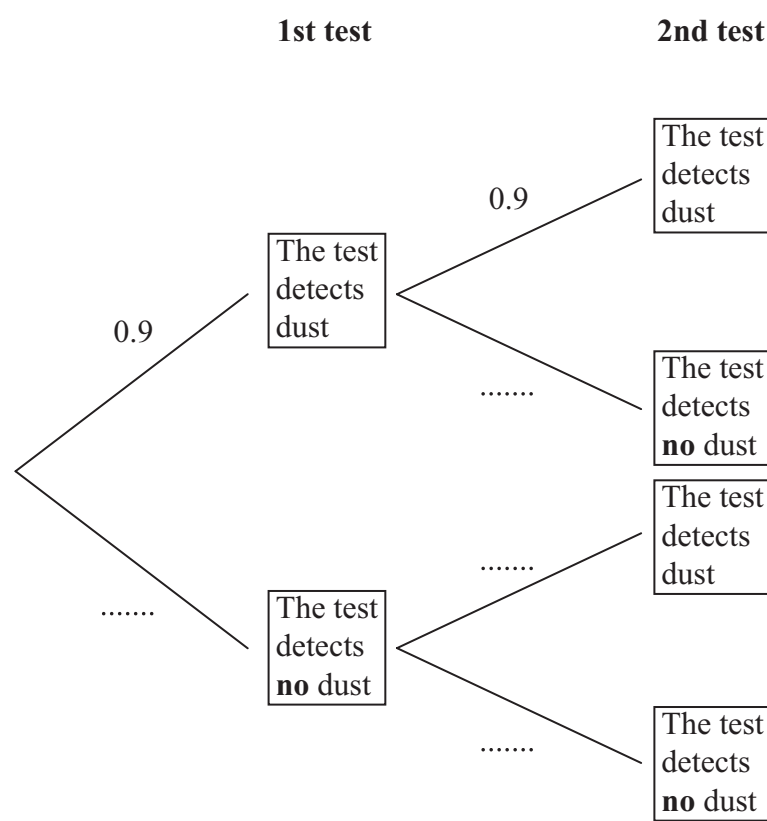 1st test
2nd test
The test
detects
dust
0.9
The test
detects
dust
0.9
The test
detects
no dust
.......
The test
detects
dust
.......
.......
The test
detects
no dust
The test
detects
no dust
.......